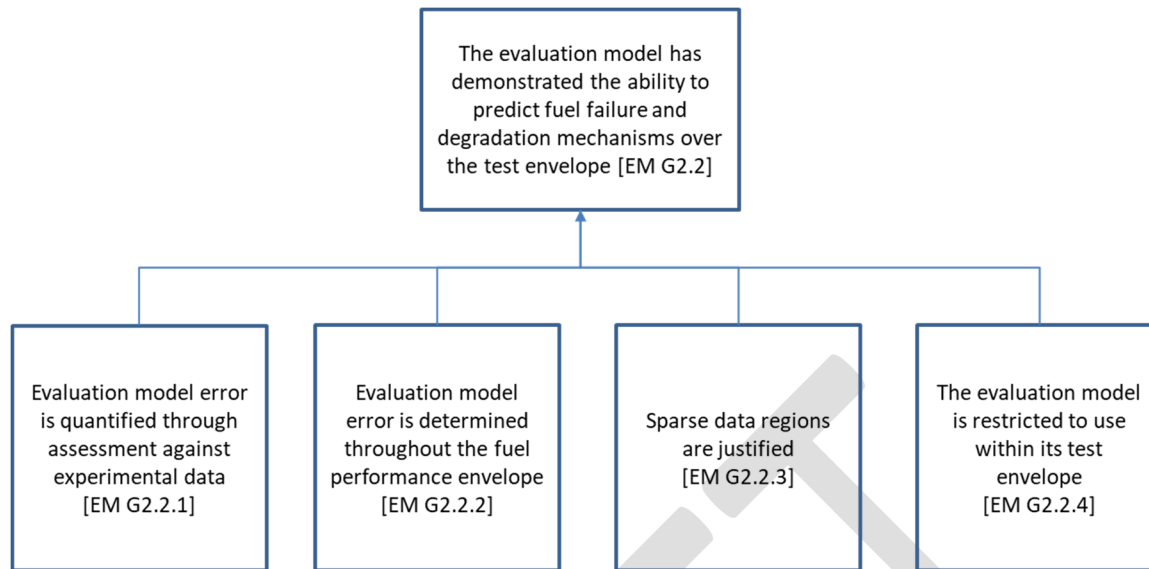 The evaluation model has
demonstrated the ability to
predict fuel failure and
degradation mechanisms over
the test envelope [EM G2.2]
Evaluation model error
is quantified through
assessment against
experimental data
[EM G2.2.1]
Evaluation model
error is determined
throughout the fuel
performance envelope
[EM G2.2.2]
Sparse data regions
are justified
[EM G2.2.3]
The evaluation model
is restricted to use
within its test
envelope
[EM G2.2.4]